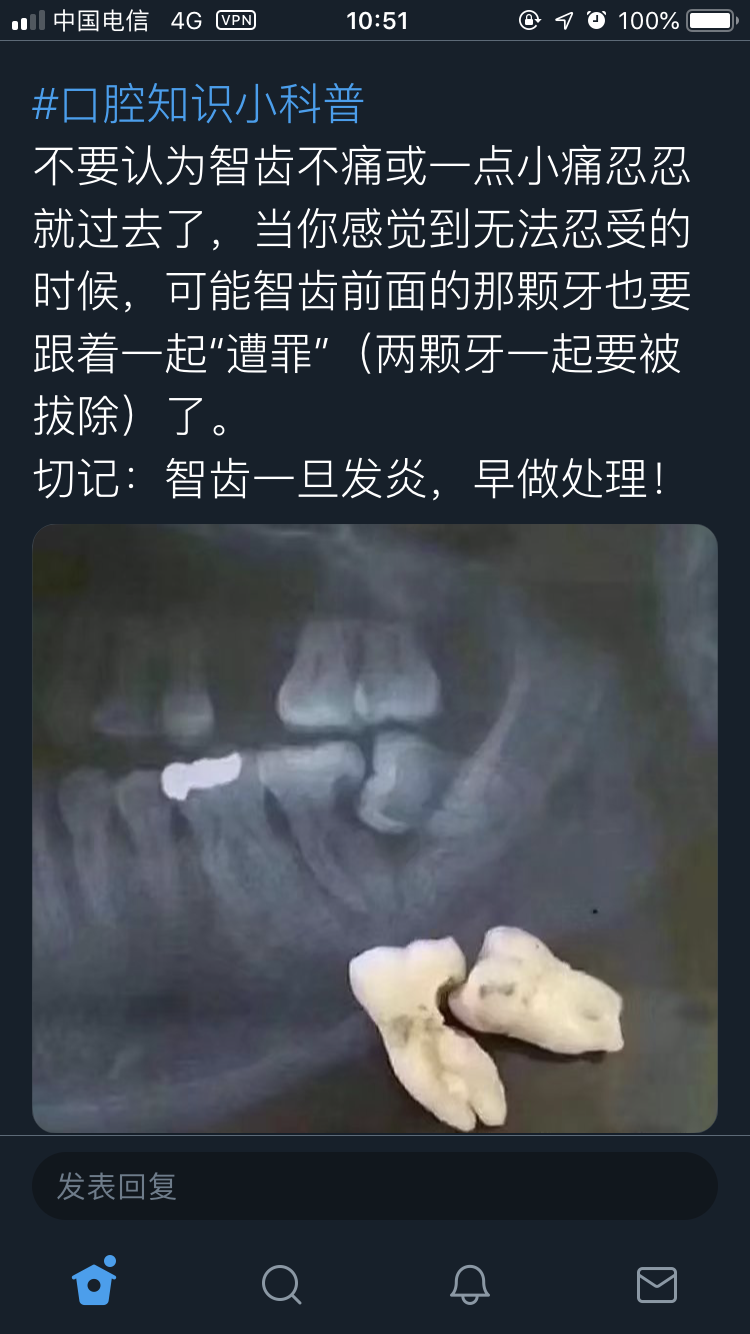 中国电信 4G VPN 10:51 100%
#口腔知识小科普
不要认为智齿不痛或一点小痛忍忍
就过去了，当你感觉到无法忍受的
时候，可能智齿前面的那颗牙也要
跟着一起“遭罪”（两颗牙一起要被
拔除）了。
切记：智齿一旦发炎，早做处理！
发表回复